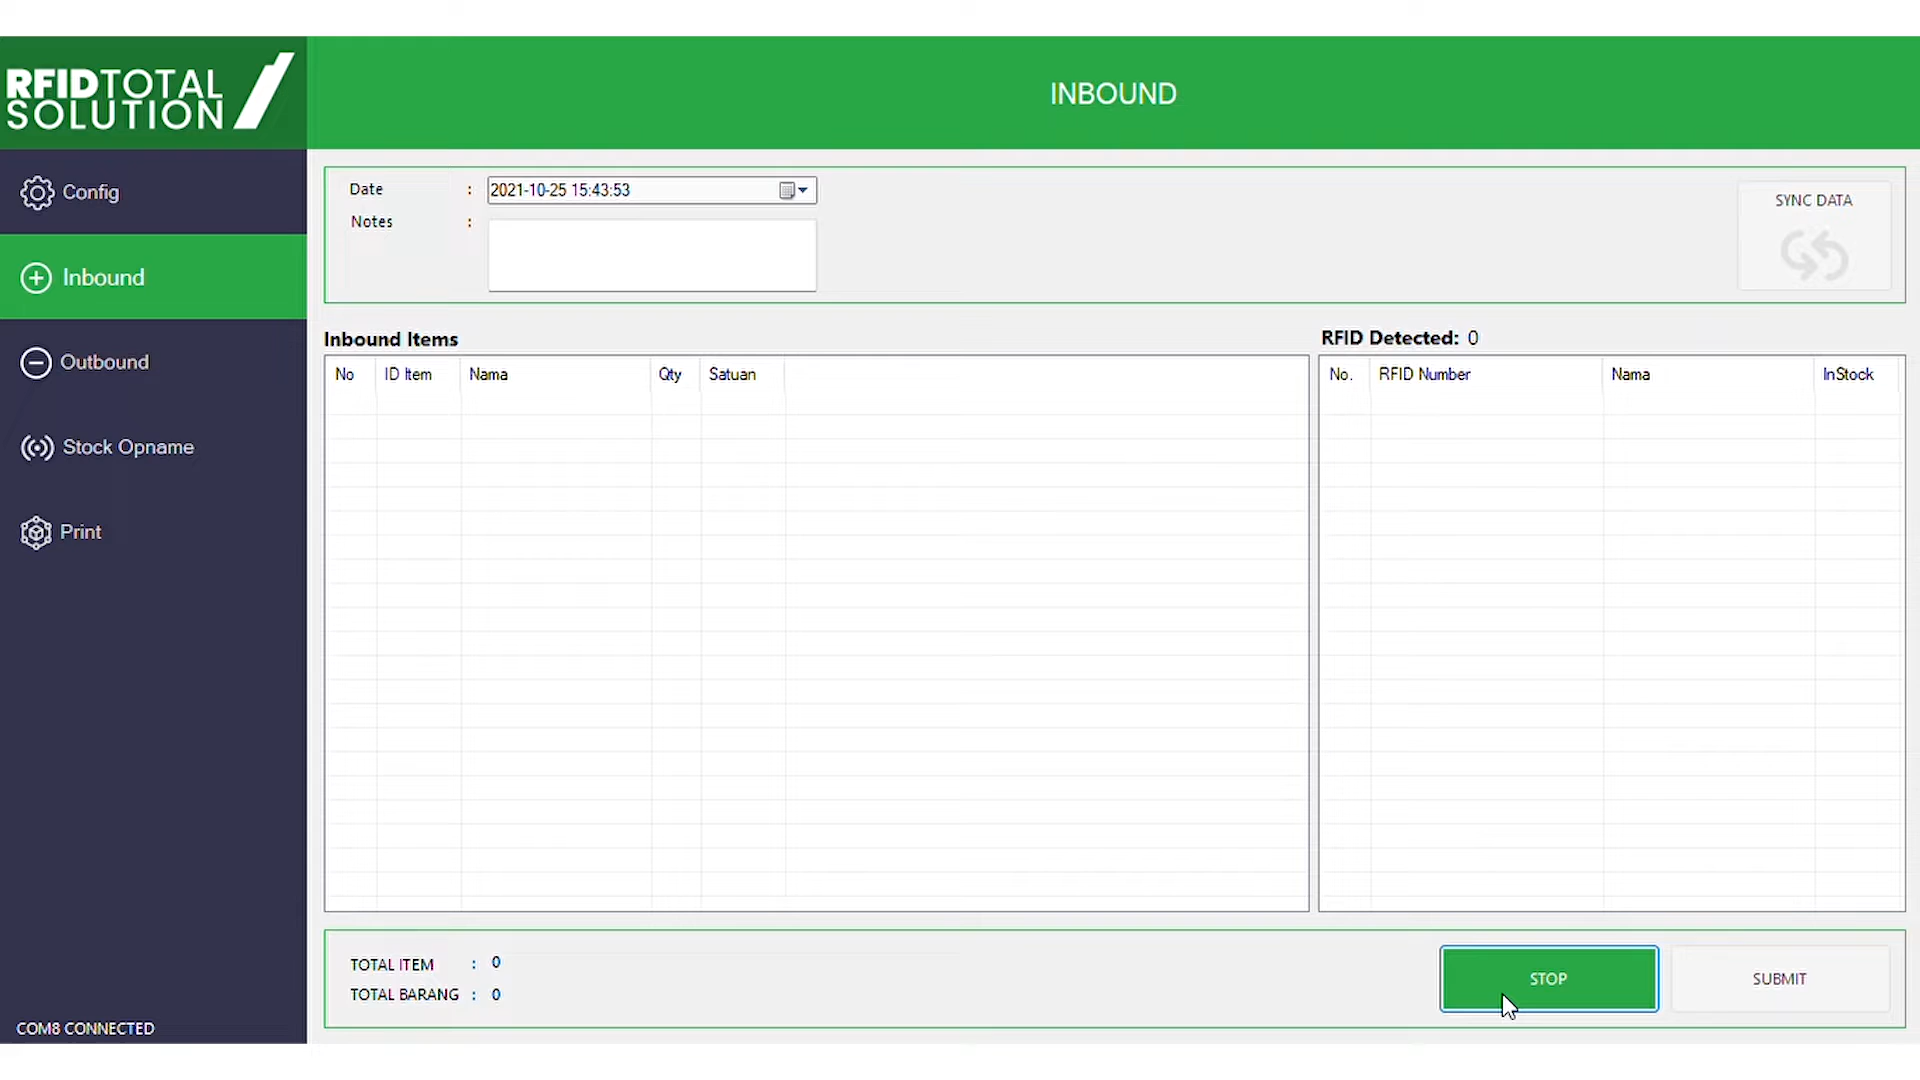 RFIDTOTAL
SOLUTION
INBOUND
Config
Inbound
Outbound
Stock Opname
Print
COM8 CONNECTED
Date : 2021-10-25 15:43:53
Notes :
SYNC DATA
Inbound Items
No ID Item Nama Qty Satuan
RFID Detected: 0
No. RFID Number Nama InStock
TOTAL ITEM : 0
TOTAL BARANG : 0
STOP
SUBMIT